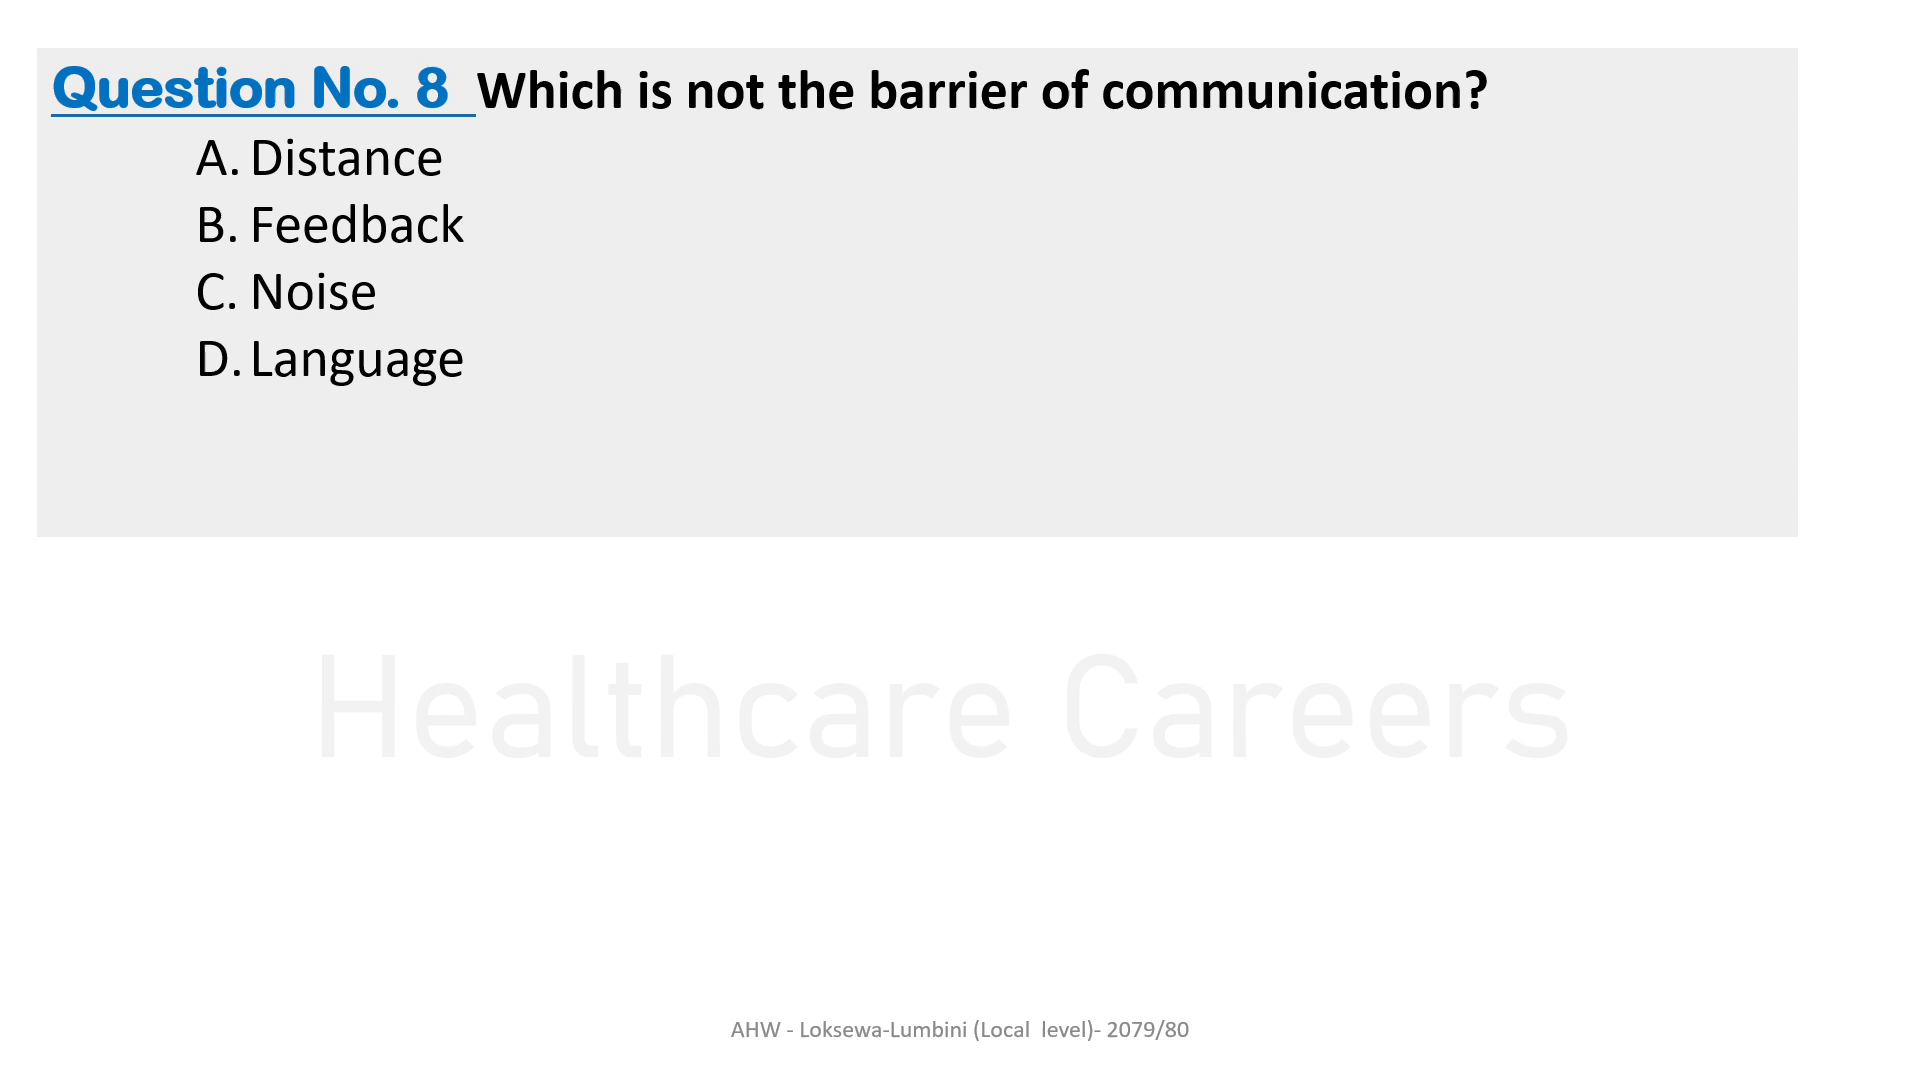 Question No. 8 Which is not the barrier of communication?
A. Distance
B. Feedback
C. Noise
D. Language
Healthcare Careers
AHW - Loksewa-Lumbini (Local level)- 2079/80